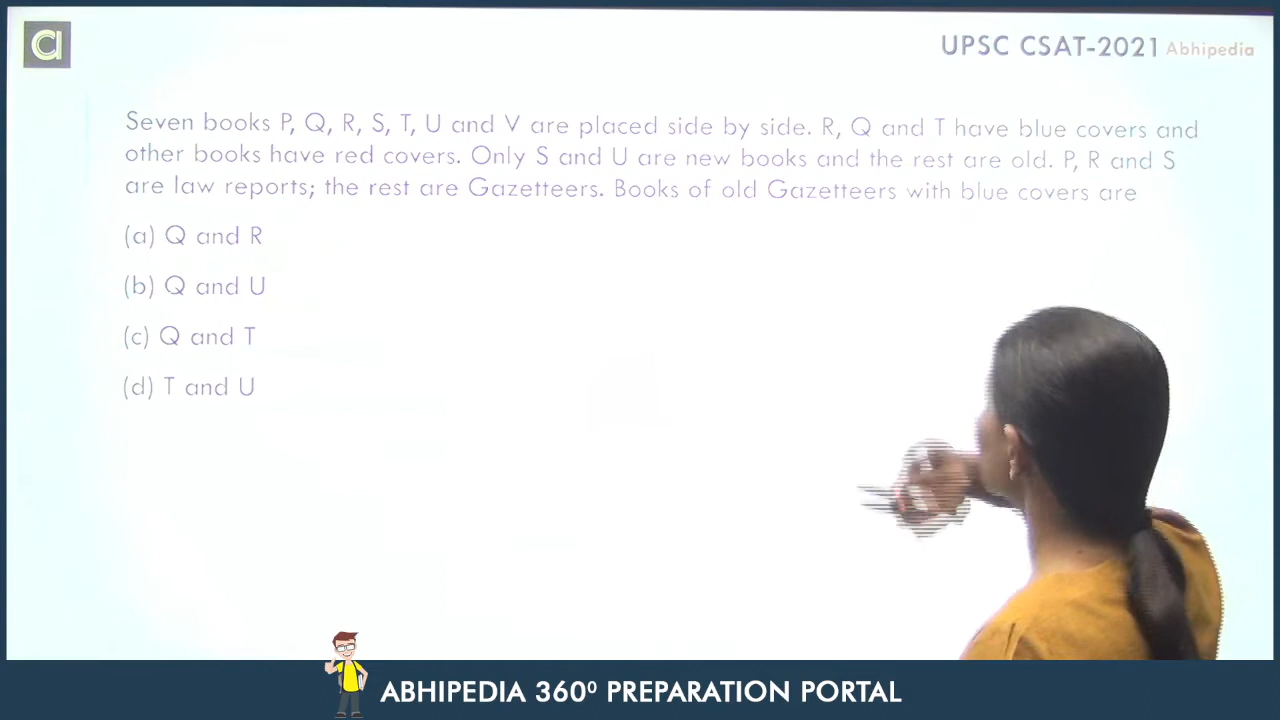 UPSC CSAT-2021 Abhipedia
Seven books P, Q, R, S, T, U and V are placed side by side. R, Q and T have blue covers and
other books have red covers. Only S and U are new books and the rest are old. P, R and S
are law reports; the rest are Gazetteers. Books of old Gazetteers with blue covers are
(a) Q and R
(b) Q and U
(c) Q and T
(d) T and U
ABHIPEDIA 360⁰ PREPARATION PORTAL